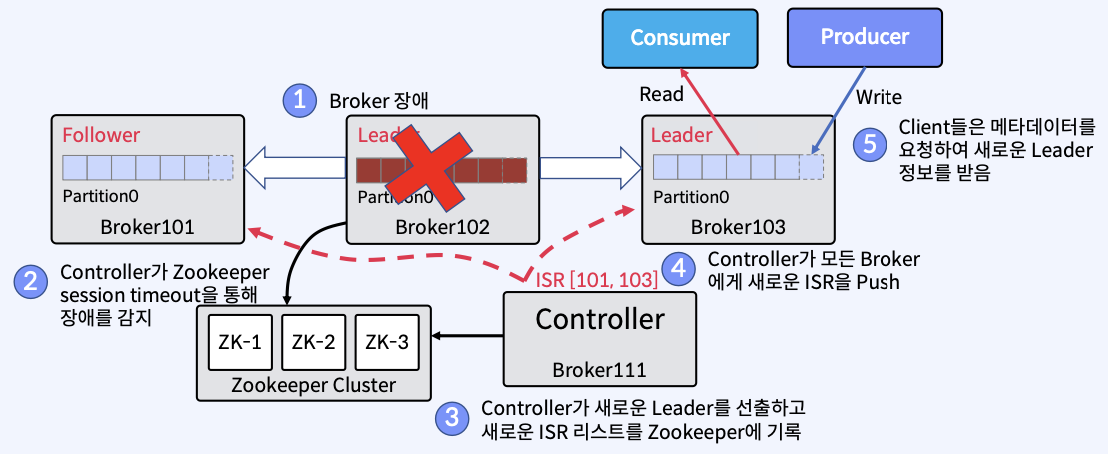 Consumer
Producer
Read
Write
1
Broker 장애
Follower
Partition0
Broker101
Leader
Partition0
Broker102
Leader
Partition0
Broker103
5
Client들은 메타데이터를
요청하여 새로운 Leader
정보를 받음
2
Controller가 Zookeeper
session timeout을 통해
장애를 감지
ISR [101, 103]
4
Controller가 모든 Broker
에게 새로운 ISR을 Push
ZK-1
ZK-2
ZK-3
Zookeeper Cluster
Controller
Broker111
3
Controller가 새로운 Leader를 선출하고
새로운 ISR 리스트를 Zookeeper에 기록